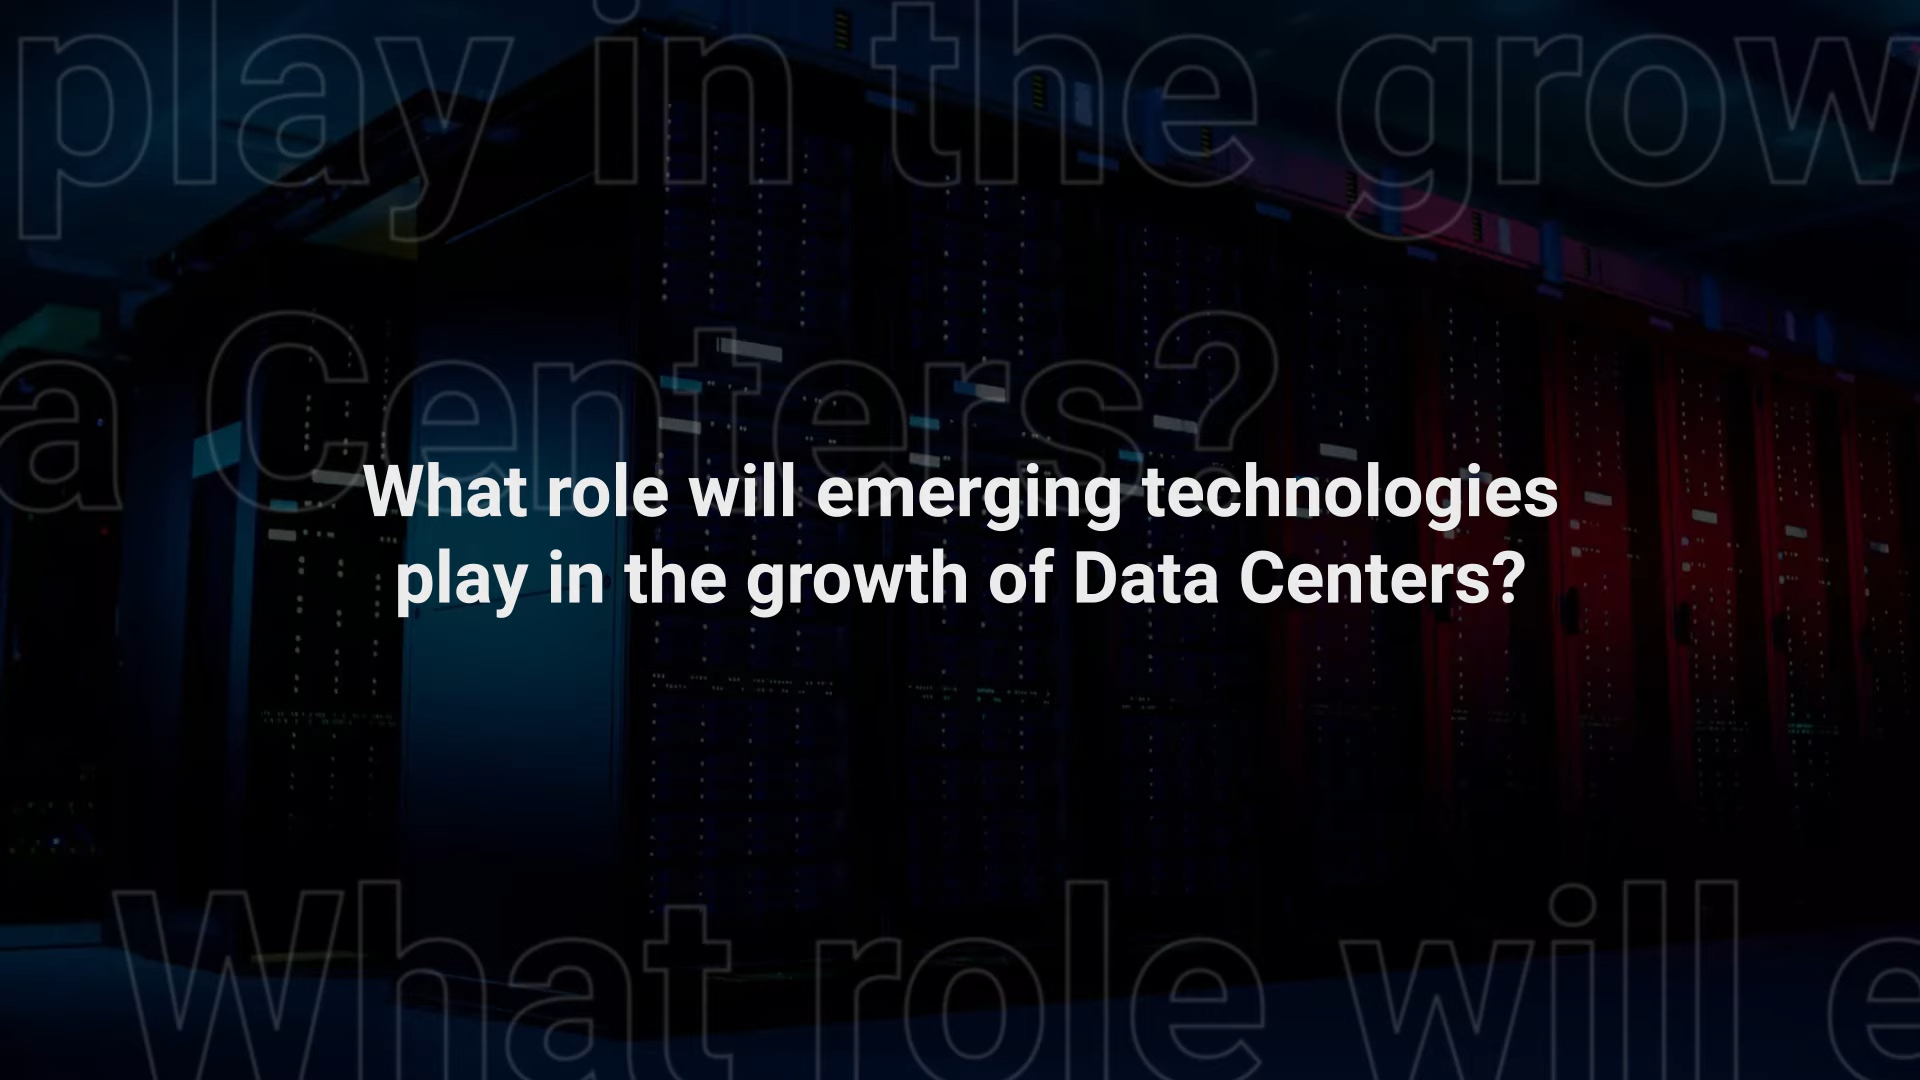 play in the grow
a Centers?
What role will emerging technologies
play in the growth of Data Centers?
What role will e